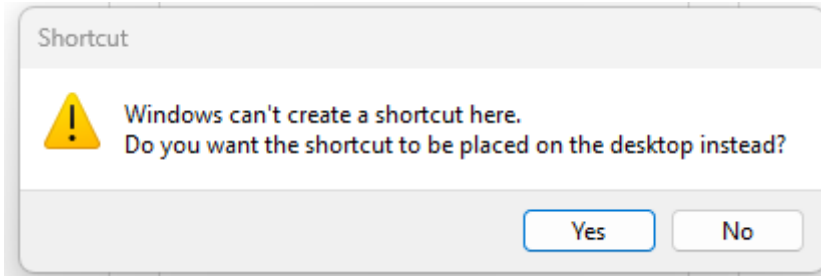 Shortcut
Windows can't create a shortcut here.
Do you want the shortcut to be placed on the desktop instead?
Yes
No